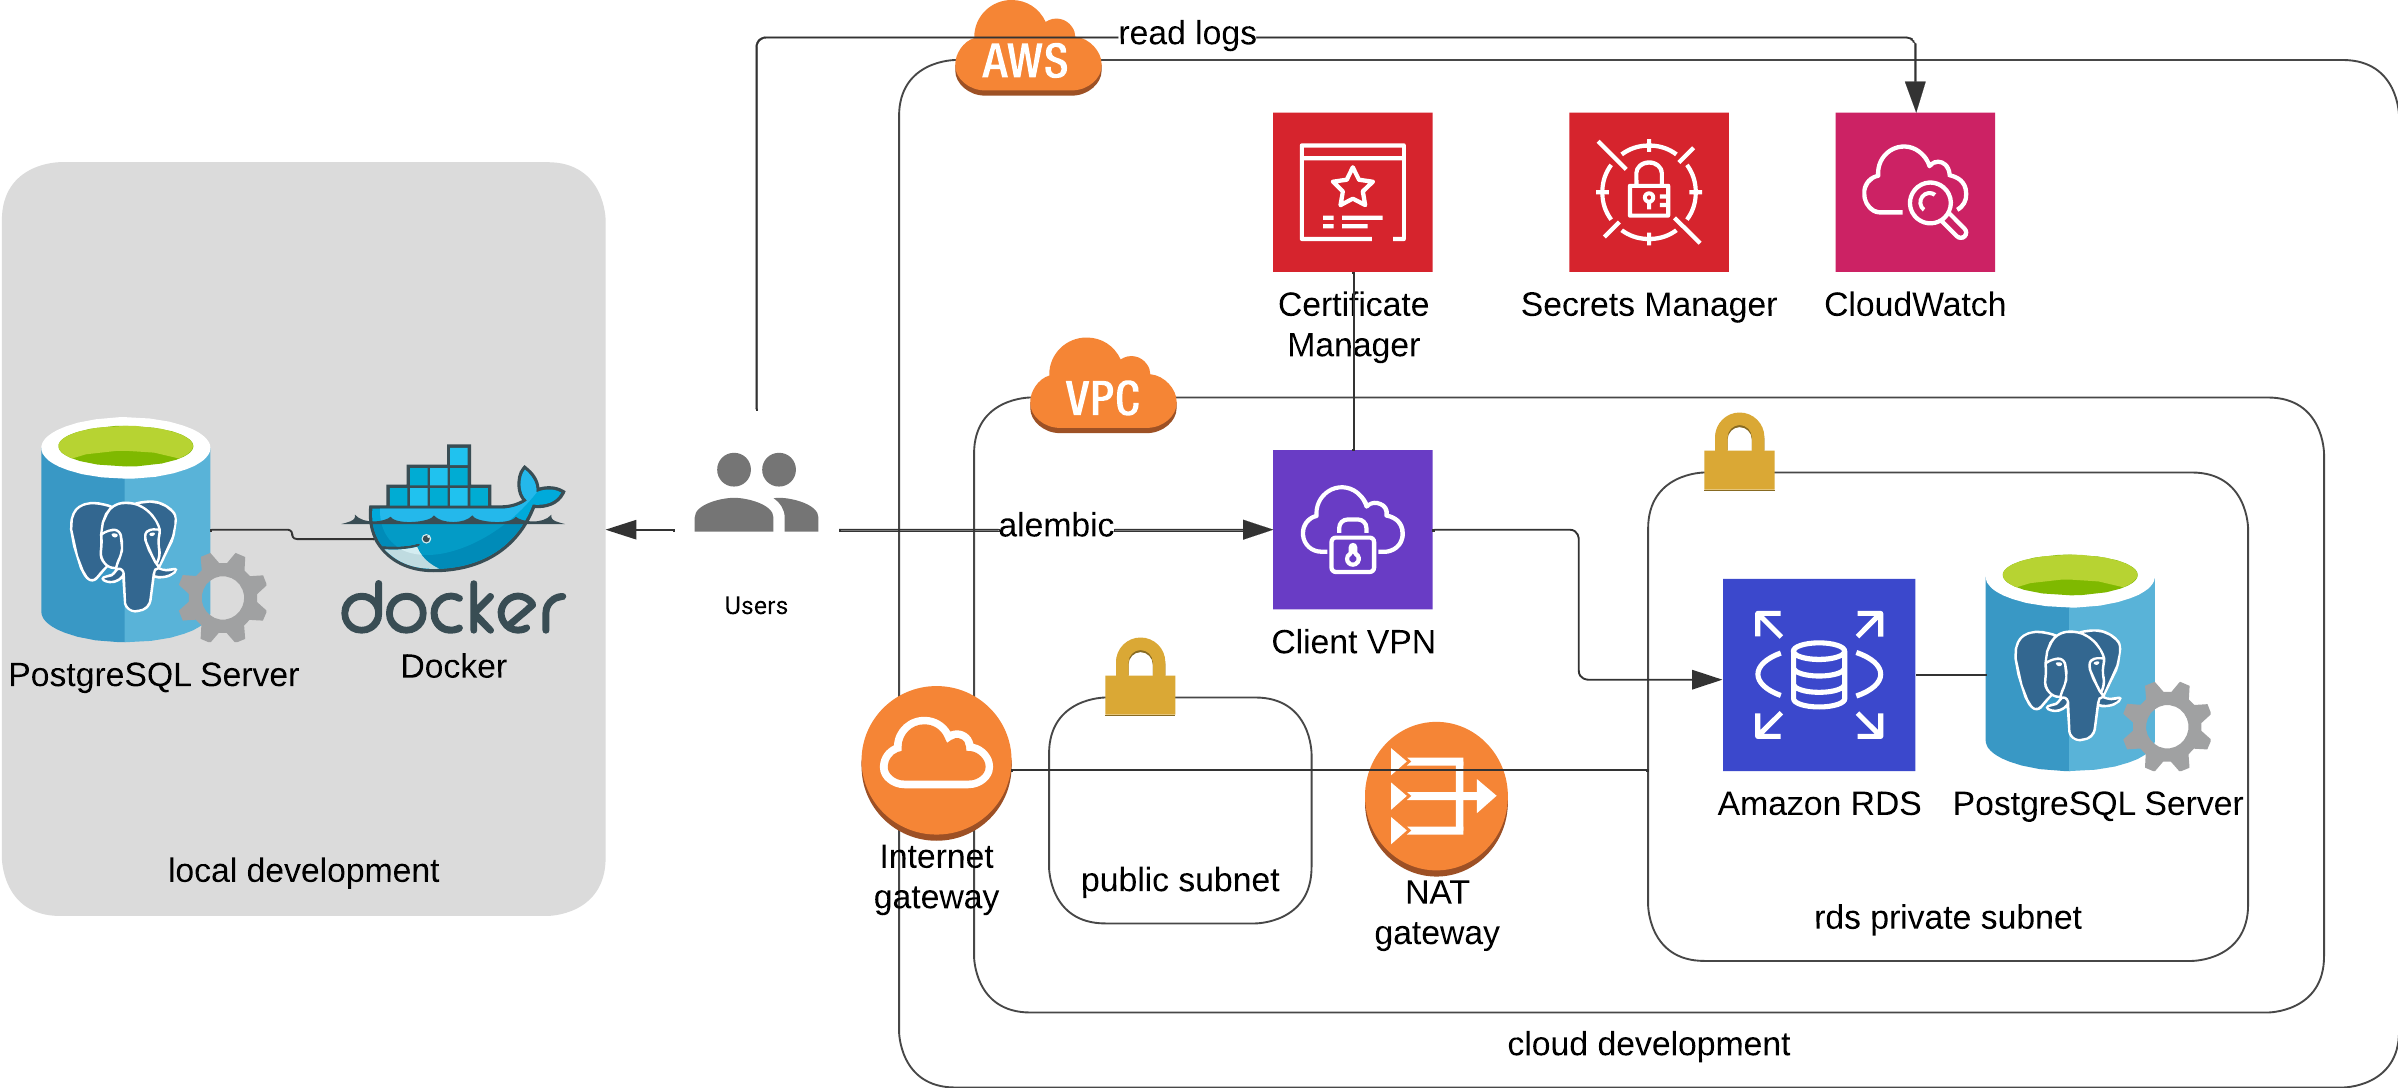 read logs
AWS
Certificate
Manager
Secrets Manager
CloudWatch
VPC
alembic
Users
docker
Docker
PostgreSQL Server
Client VPN
Amazon RDS
PostgreSQL Server
Internet
gateway
public subnet
NAT
gateway
rds private subnet
local development
cloud development